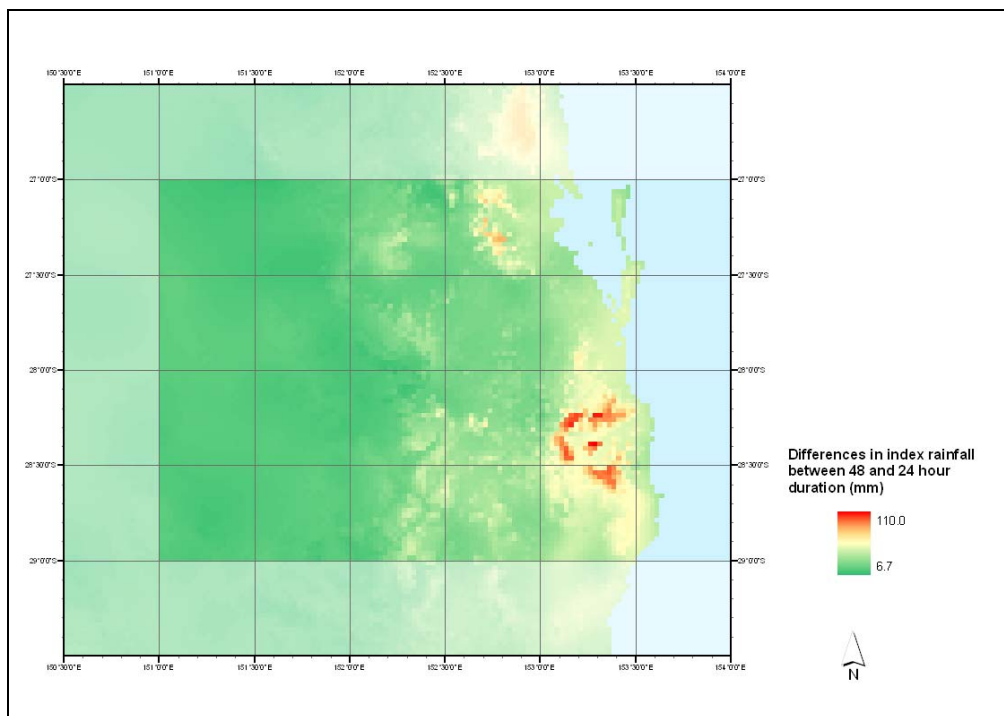 150°30'0"E 151°0'0"E 151°30'0"E 152°0'0"E 152°30'0"E 153°0'0"E 153°30'0"E 154°0'0"E
27°0'0"S 27°0'0"S
27°30'0"S 27°30'0"S
28°0'0"S 28°0'0"S
28°30'0"S 28°30'0"S
29°0'0"S 29°0'0"S
150°30'0"E 151°0'0"E 151°30'0"E 152°0'0"E 152°30'0"E 153°0'0"E 153°30'0"E 154°0'0"E
Differences in index rainfall
between 48 and 24 hour
duration (mm)
110.0
6.7
N